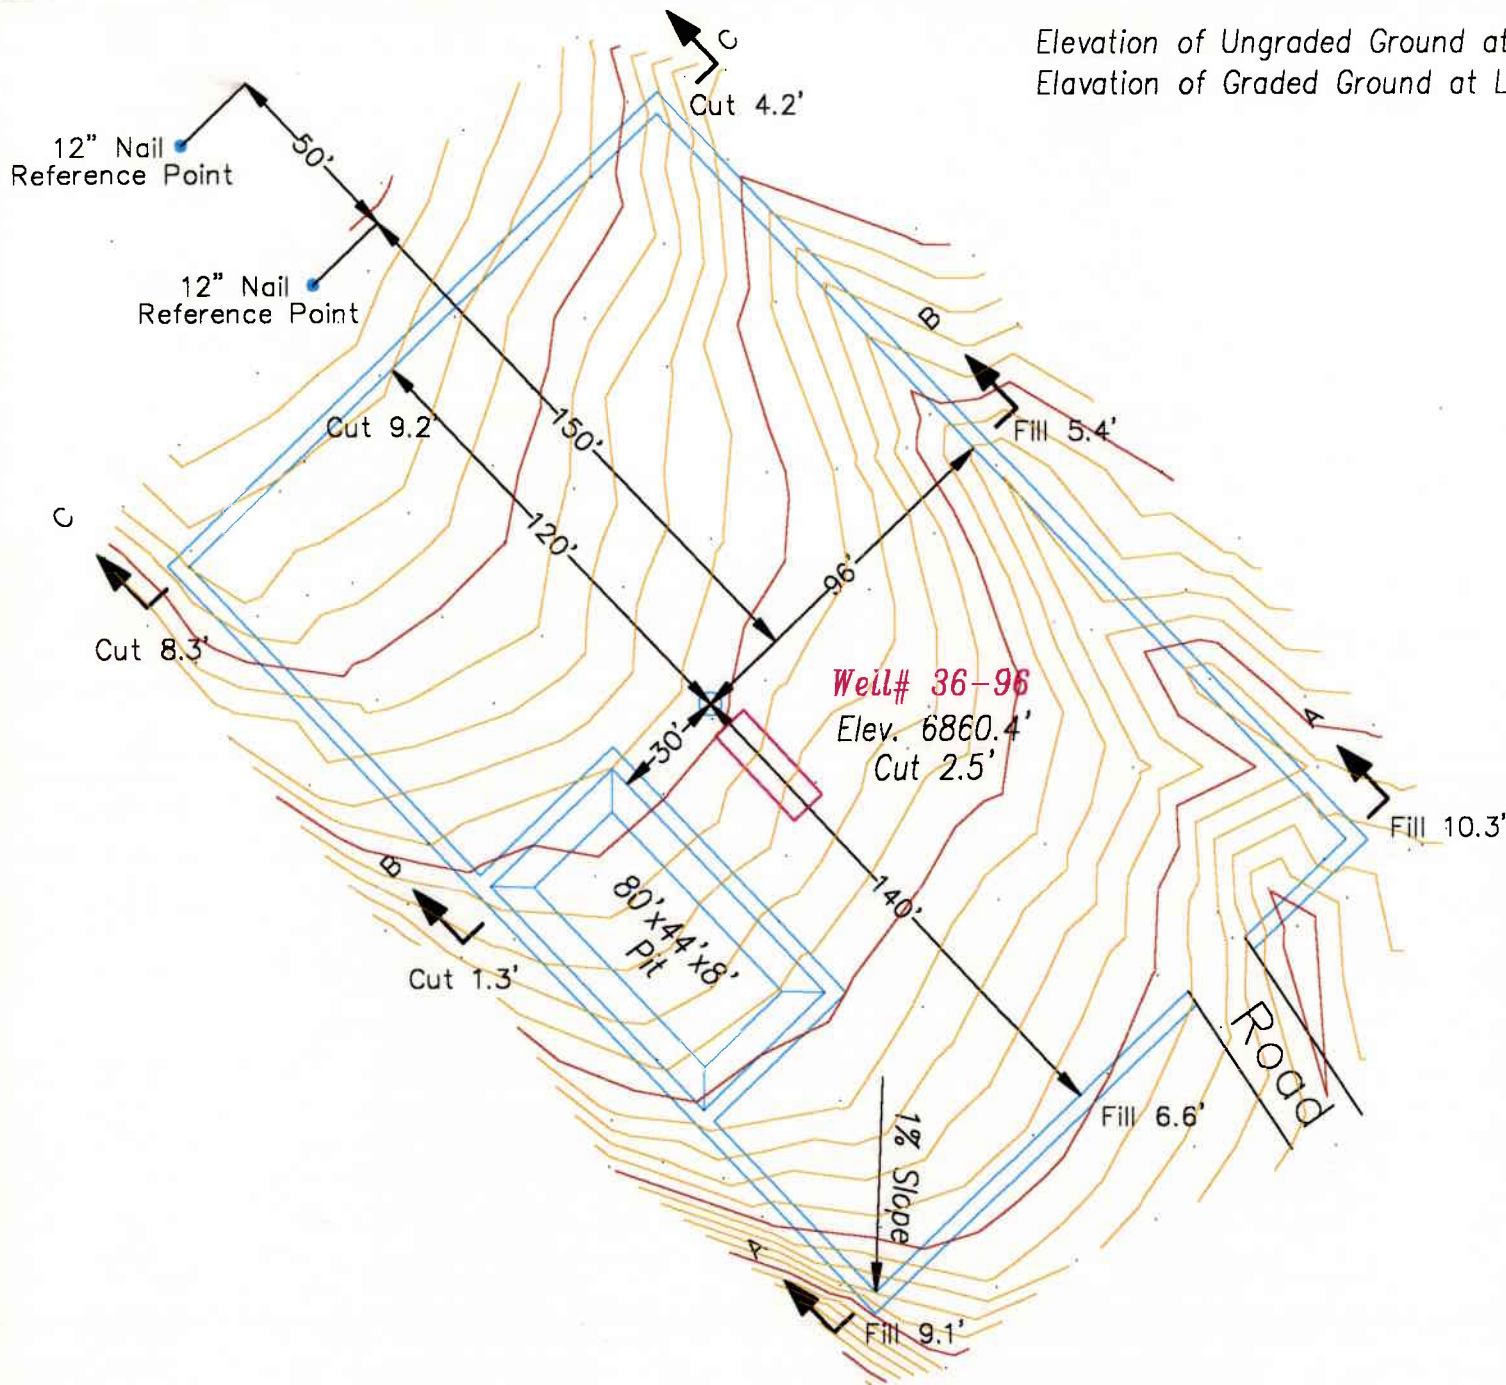 C
Elevation of Ungraded Ground at
Elavation of Graded Ground at L
Cut 4.2'
50'
12" Nail
Reference Point
12" Nail
Reference Point
B
Cut 9.2'
150'
Fill 5.4'
C
120'
96'
Cut 8.3'
Well# 36-96
Elev. 6860.4'
Cut 2.5'
A
30'
Fill 10.3'
B
80'x44'x8'
Pit
140'
Cut 1.3'
Road
1% Slope
Fill 6.6'
A
Fill 9.1'